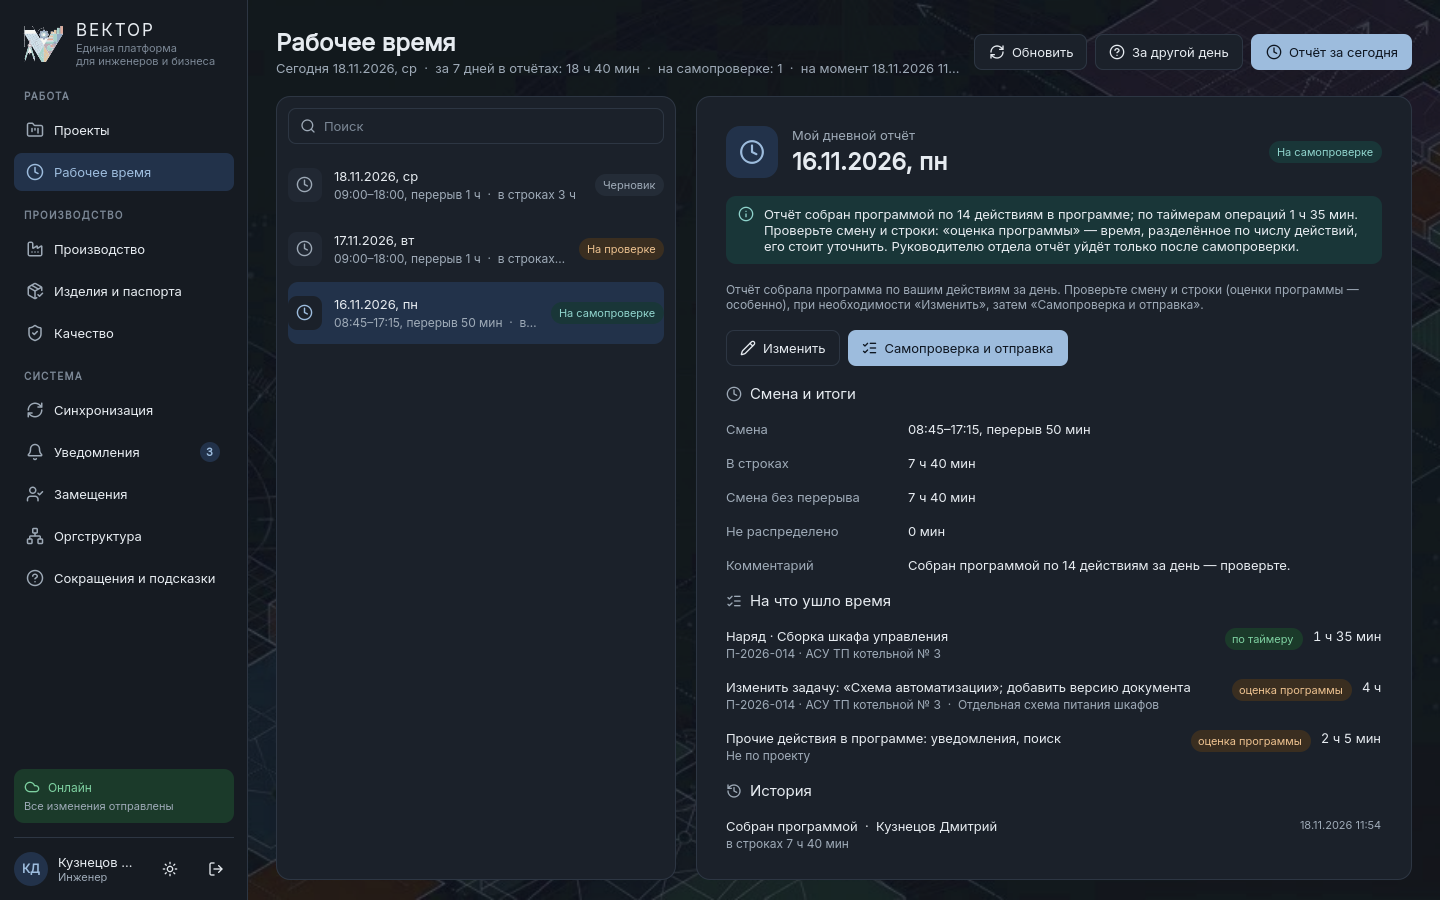 ВЕКТОР
Единая платформа
для инженеров и бизнеса
РАБОТА
Проекты
Рабочее время
ПРОИЗВОДСТВО
Производство
Изделия и паспорта
Качество
СИСТЕМА
Синхронизация
Уведомления 3
Замещения
Оргструктура
Сокращения и подсказки
Онлайн
Все изменения отправлены
КД
Кузнецов ...
Инженер
Рабочее время
Сегодня 18.11.2026, ср · за 7 дней в отчётах: 18 ч 40 мин · на самопроверке: 1 · на момент 18.11.2026 11...
Обновить
За другой день
Отчёт за сегодня
Поиск
18.11.2026, ср
09:00–18:00, перерыв 1 ч · в строках 3 ч
Черновик
17.11.2026, вт
09:00–18:00, перерыв 1 ч · в строках...
На проверке
16.11.2026, пн
08:45–17:15, перерыв 50 мин · в...
На самопроверке
Мой дневной отчёт
16.11.2026, пн
На самопроверке
Отчёт собран программой по 14 действиям в программе; по таймерам операций 1 ч 35 мин.
Проверьте смену и строки: «оценка программы» — время, разделённое по числу действий,
его стоит уточнить. Руководителю отдела отчёт уйдёт только после самопроверки.
Отчёт собрала программа по вашим действиям за день. Проверьте смену и строки (оценки программы —
особенно), при необходимости «Изменить», затем «Самопроверка и отправка».
Изменить
Самопроверка и отправка
Смена и итоги
Смена 08:45–17:15, перерыв 50 мин
В строках 7 ч 40 мин
Смена без перерыва 7 ч 40 мин
Не распределено 0 мин
Комментарий Собран программой по 14 действиям за день — проверьте.
На что ушло время
Наряд · Сборка шкафа управления по таймеру 1 ч 35 мин
П-2026-014 · АСУ ТП котельной № 3
Изменить задачу: «Схема автоматизации»; добавить версию документа оценка программы 4 ч
П-2026-014 · АСУ ТП котельной № 3 · Отдельная схема питания шкафов
Прочие действия в программе: уведомления, поиск оценка программы 2 ч 5 мин
Не по проекту
История
Собран программой · Кузнецов Дмитрий 18.11.2026 11:54
в строках 7 ч 40 мин